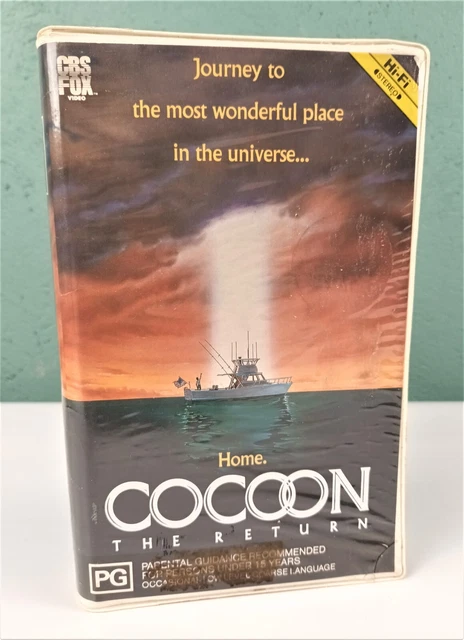 CBS
FOX
VIDEO
Hi-Fi
STEREO
Journey to
the most wonderful place
in the universe...
Home.
COCOON
THE RETURN
PG
PARENTAL GUIDANCE RECOMMENDED
FOR PERSONS UNDER 15 YEARS
OCCASIONAL LANGUAGE